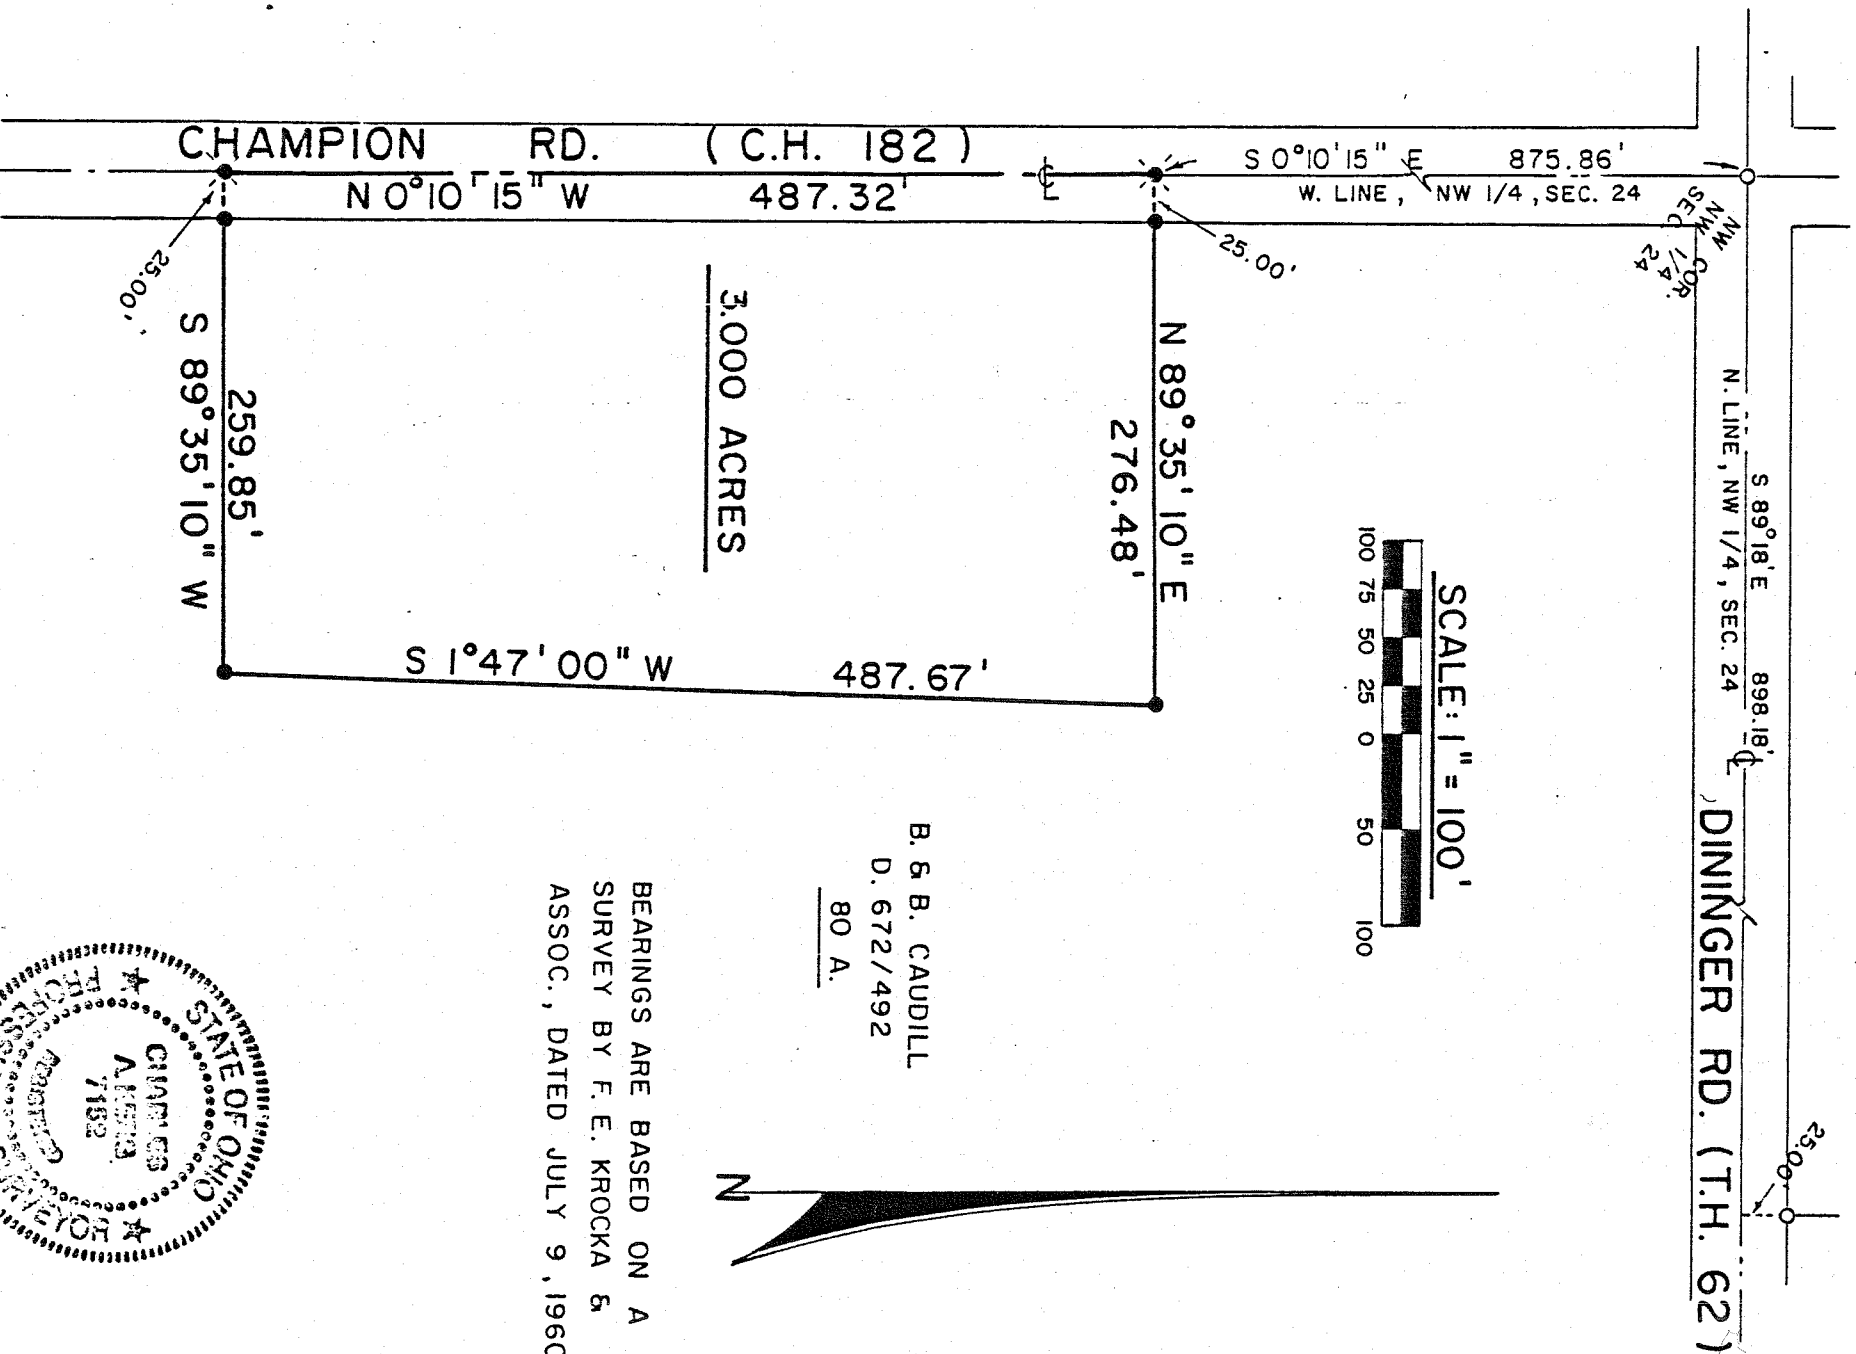 CHAMPION RD. ( C.H. 182 )
N 0°10'15" W 487.32'
S 0°10'15" E 875.86'
W. LINE, NW 1/4, SEC. 24
NW COR.
NW 1/4
SEC 24
25.00'
25.00'
S 89°18' E 898.18'
N. LINE, NW 1/4, SEC. 24
DININGER RD. (T.H. 62)
25.00'
N 89°35'10" E
276.48'
3.000 ACRES
259.85'
S 89°35'10" W
S 1°47'00" W 487.67'
SCALE: 1" = 100'
100 75 50 25 0 50 100
B. & B. CAUDILL
D. 672/492
80 A.
BEARINGS ARE BASED ON A
SURVEY BY F. E. KROCKA &
ASSOC., DATED JULY 9, 1960
N
STATE OF OHIO
CHARLES
7152